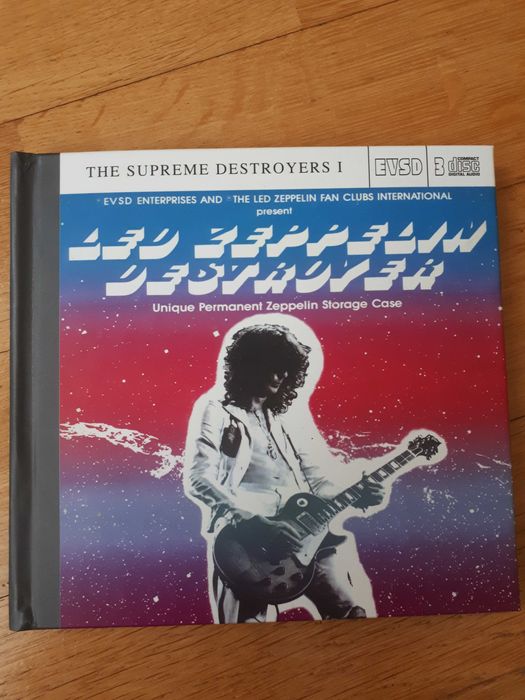 THE SUPREME DESTROYERS I
EVSD
3
COMPACT
disc
DIGITAL AUDIO
*EVSD ENTERPRISES AND *THE LED ZEPPELIN FAN CLUBS INTERNATIONAL
present
LED ZEPPELIN
DESTROYER
Unique Permanent Zeppelin Storage Case